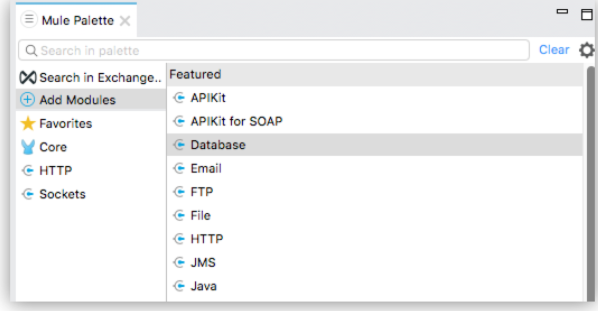 Mule Palette
Search in palette
Clear
Search in Exchange..
Add Modules
Favorites
Core
HTTP
Sockets
Featured
APIKit
APIKit for SOAP
Database
Email
FTP
File
HTTP
JMS
Java